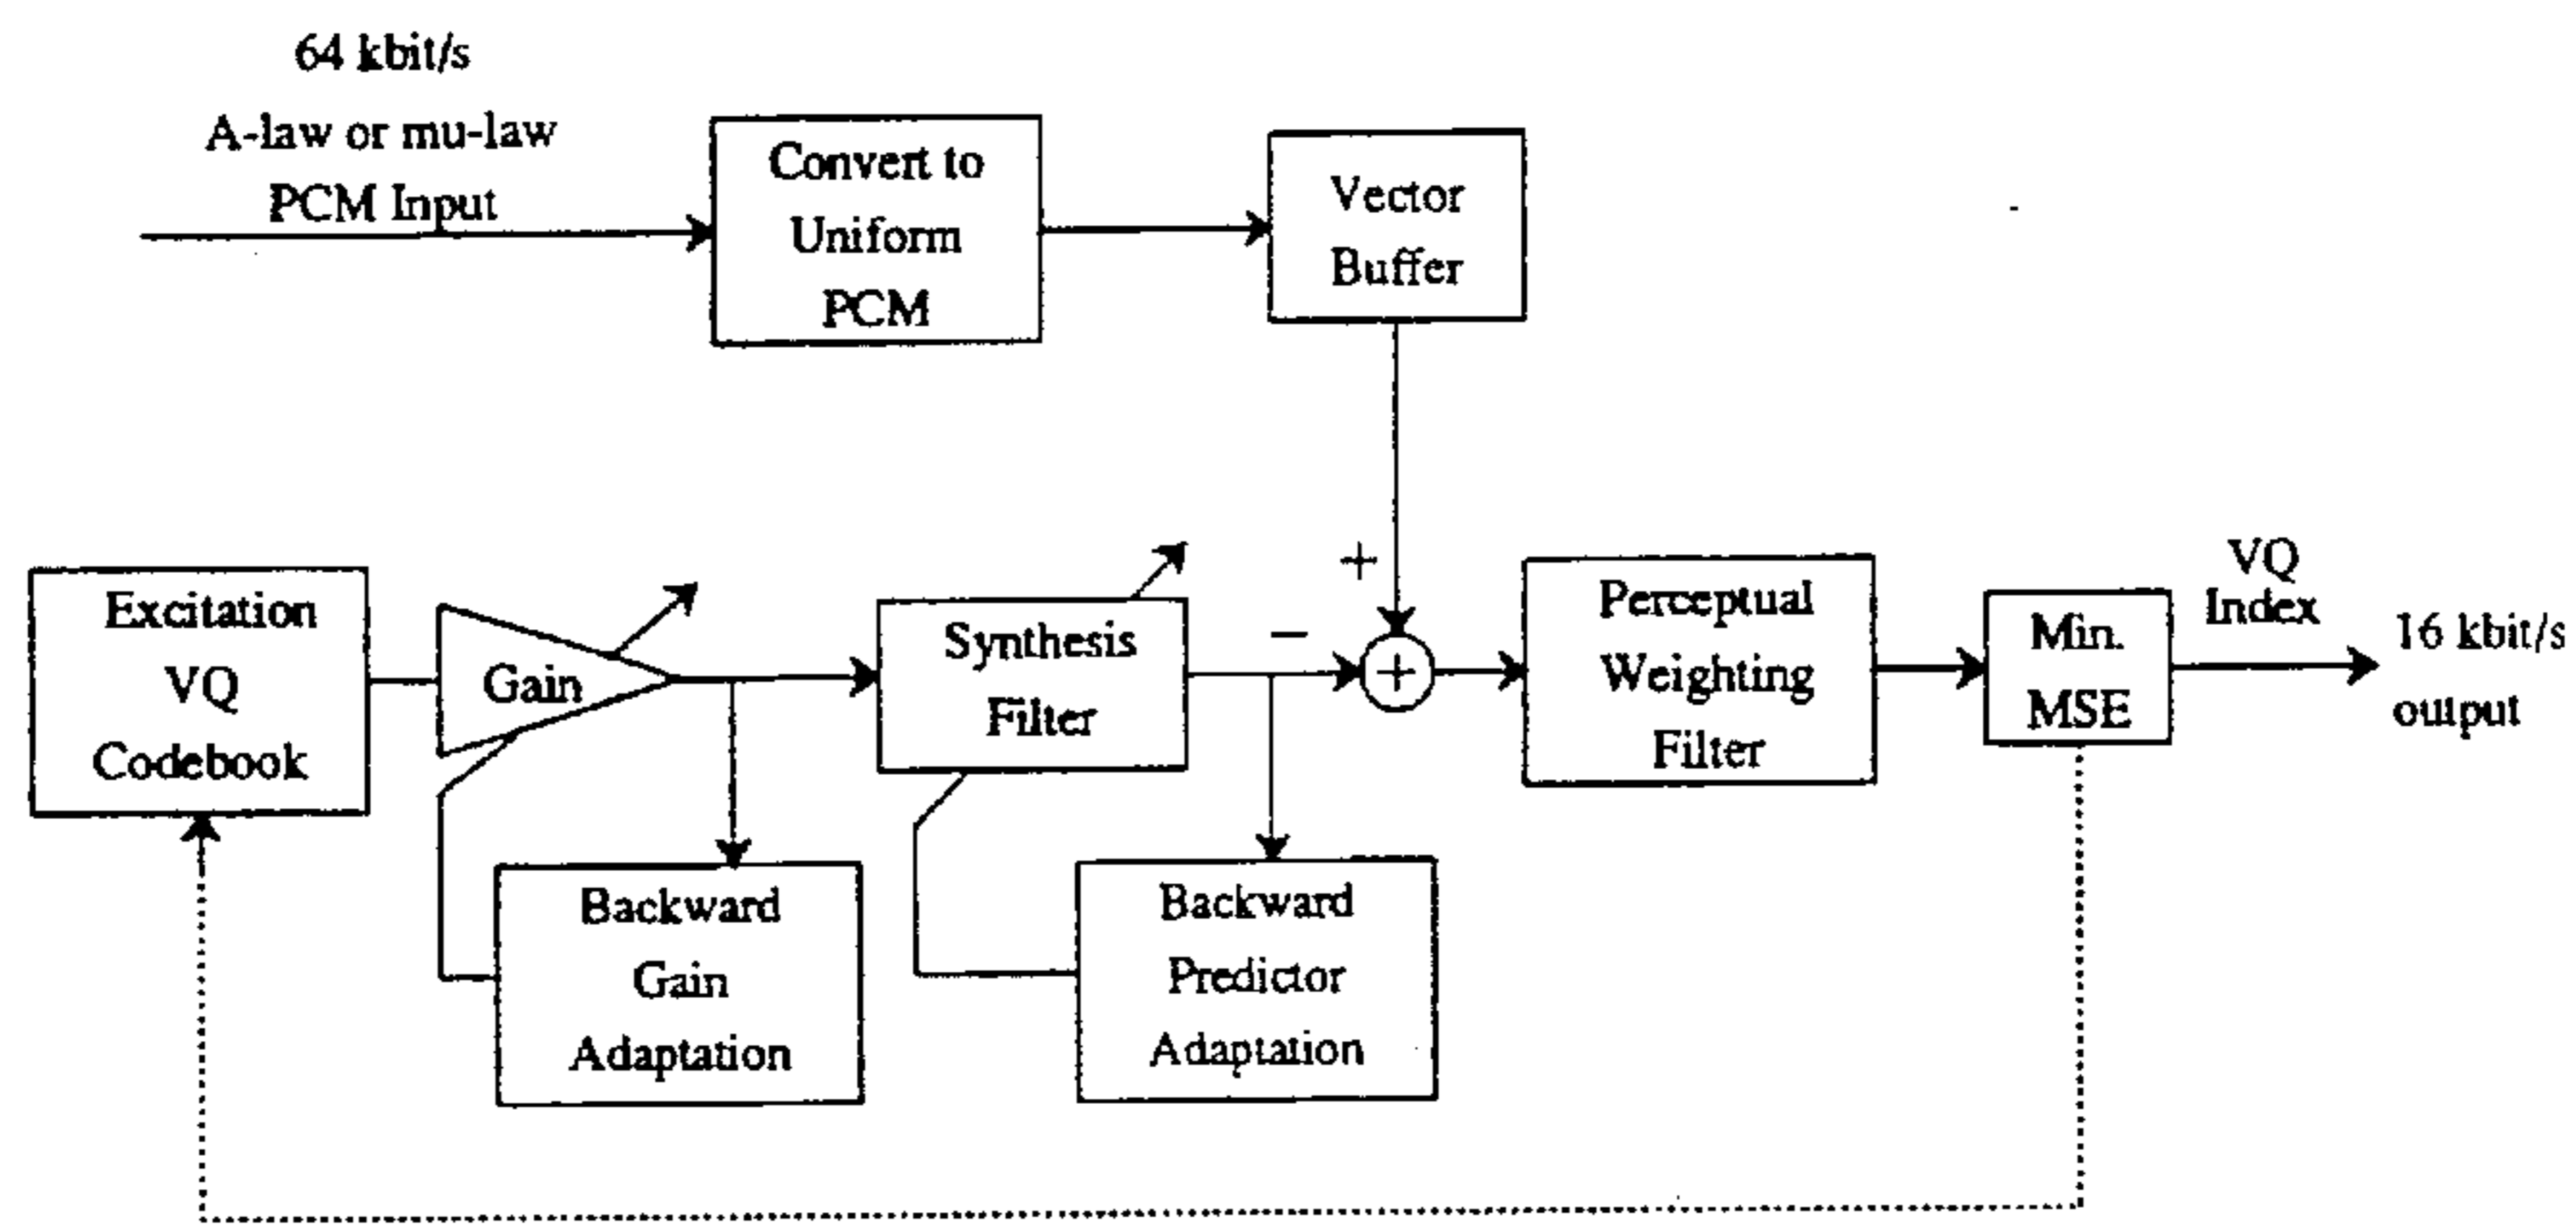 64 kbit/s
A-law or mu-law
PCM Input
Convert to
Uniform
PCM
Vector
Buffer
+
Excitation
VQ
Codebook
Gain
Synthesis
Filter
−
+
Perceptual
Weighting
Filter
Min.
MSE
VQ
Index
16 kbit/s
output
Backward
Gain
Adaptation
Backward
Predictor
Adaptation